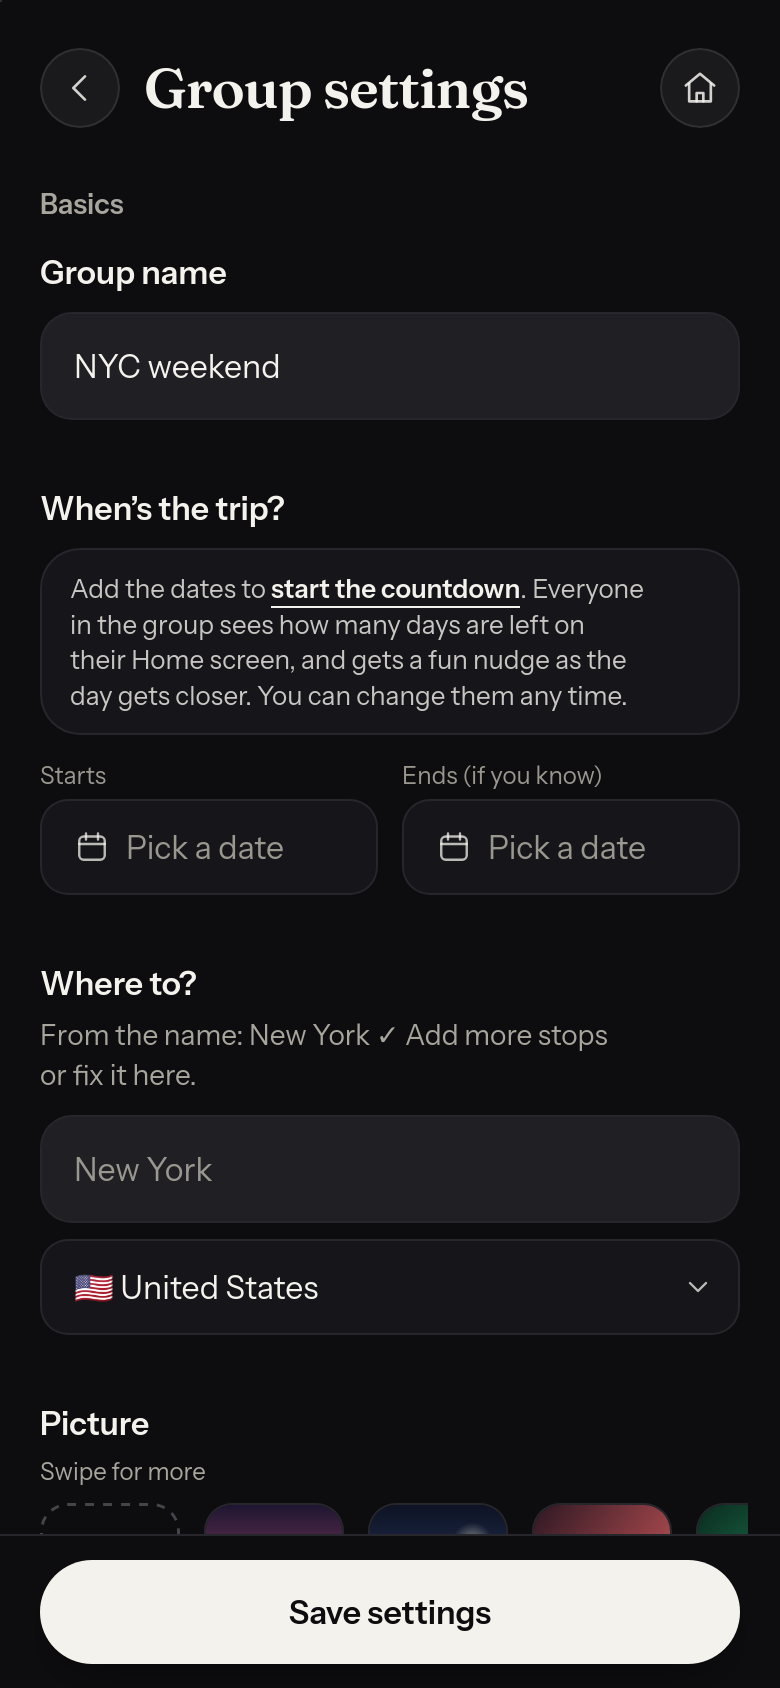 Group settings
Basics
Group name
NYC weekend
When’s the trip?
Add the dates to start the countdown. Everyone
in the group sees how many days are left on
their Home screen, and gets a fun nudge as the
day gets closer. You can change them any time.
Starts
Ends (if you know)
Pick a date
Pick a date
Where to?
From the name: New York ✓ Add more stops
or fix it here.
New York
🇺🇸 United States
Picture
Swipe for more
Save settings